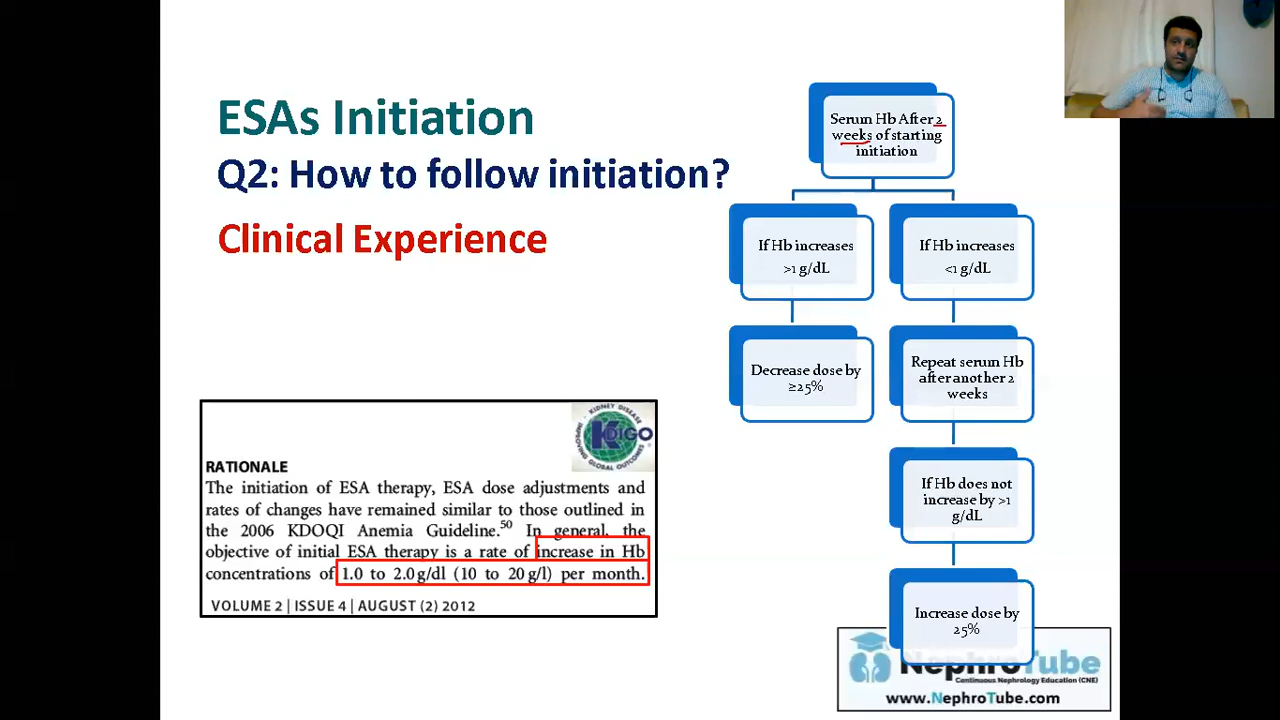 ESAs Initiation
Q2: How to follow initiation?
Clinical Experience
Serum Hb After 2
weeks of starting
initiation
If Hb increases
>1 g/dL
Decrease dose by
≥25%
If Hb increases
<1 g/dL
Repeat serum Hb
after another 2
weeks
If Hb does not
increase by >1
g/dL
Increase dose by
25%
KIDNEY DISEASE
KDIGO
IMPROVING GLOBAL OUTCOMES
RATIONALE
The initiation of ESA therapy, ESA dose adjustments and
rates of changes have remained similar to those outlined in
the 2006 KDOQI Anemia Guideline.50 In general, the
objective of initial ESA therapy is a rate of increase in Hb
concentrations of 1.0 to 2.0 g/dl (10 to 20 g/l) per month.
VOLUME 2 | ISSUE 4 | AUGUST (2) 2012
NephroTube
Continuous Nephrology Education (CNE)
www.NephroTube.com